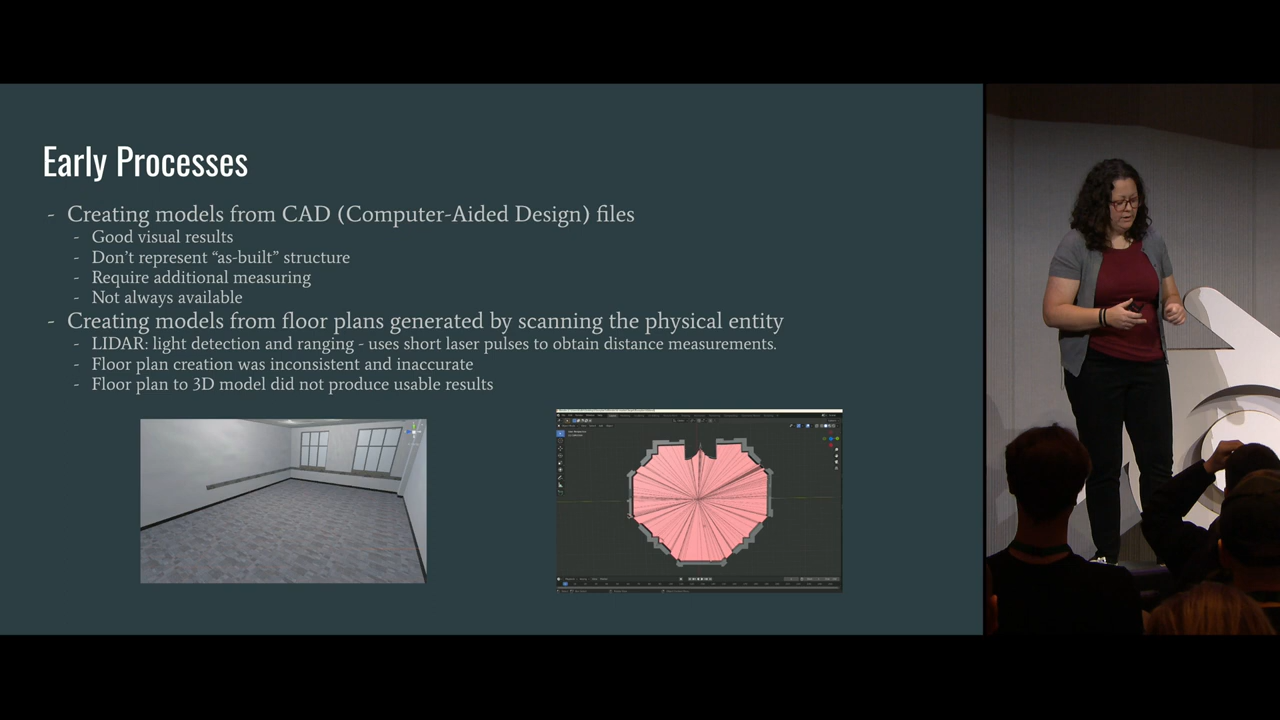 Early Processes
- Creating models from CAD (Computer-Aided Design) files
- Good visual results
- Don’t represent “as-built” structure
- Require additional measuring
- Not always available
- Creating models from floor plans generated by scanning the physical entity
- LIDAR: light detection and ranging - uses short laser pulses to obtain distance measurements.
- Floor plan creation was inconsistent and inaccurate
- Floor plan to 3D model did not produce usable results